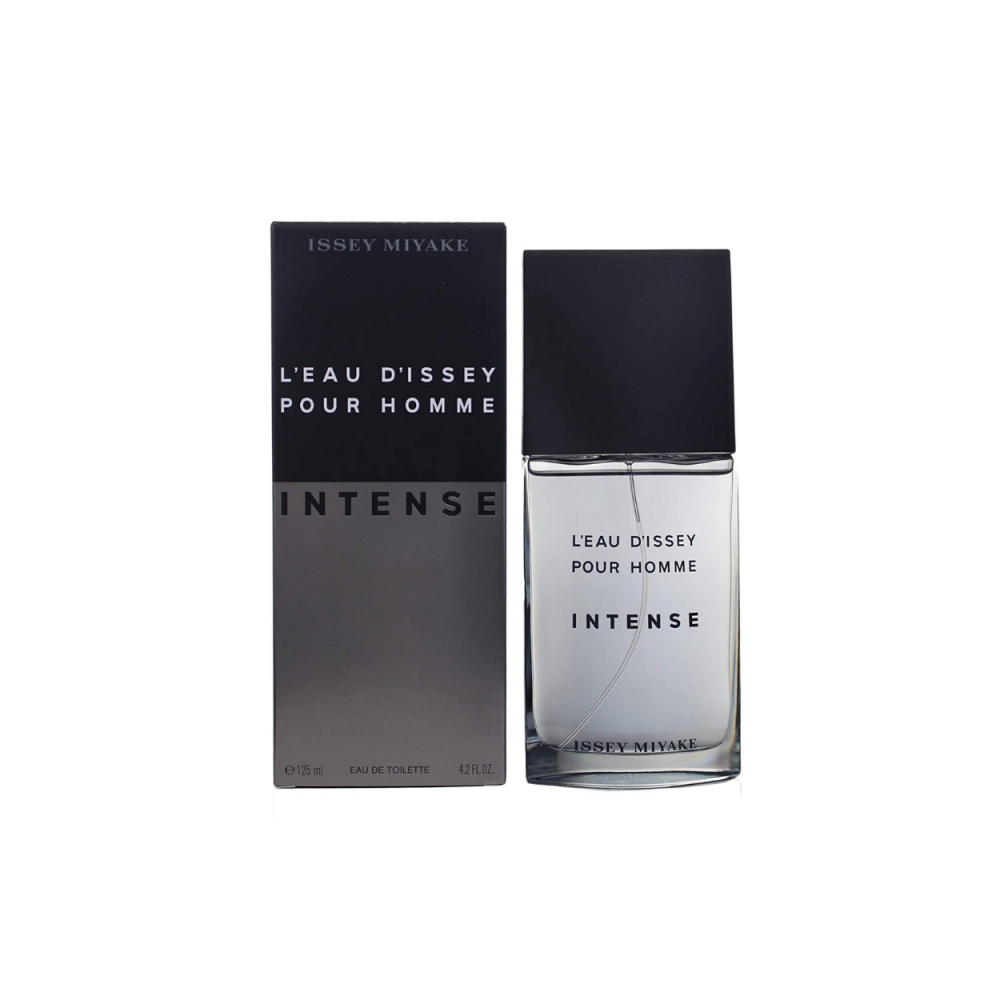 ISSEY MIYAKE
L'EAU D'ISSEY
POUR HOMME
INTENSE
℮ 125 ml EAU DE TOILETTE 4.2 FL OZ.
L'EAU D'ISSEY
POUR HOMME
INTENSE
ISSEY MIYAKE